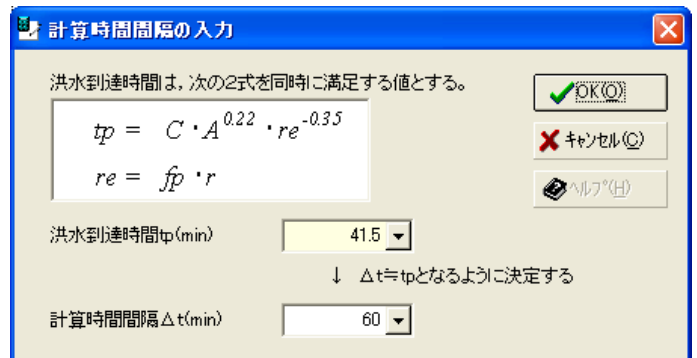 計算時間間隔の入力
洪水到達時間は，次の2式を同時に満足する値とする。
tp = C・A^0.22・re^-0.35
re = fp・r
OK(O)
キャンセル(C)
ヘルプ(H)
洪水到達時間tp(min)
41.5
↓ Δt≒tpとなるように決定する
計算時間間隔Δt(min)
60